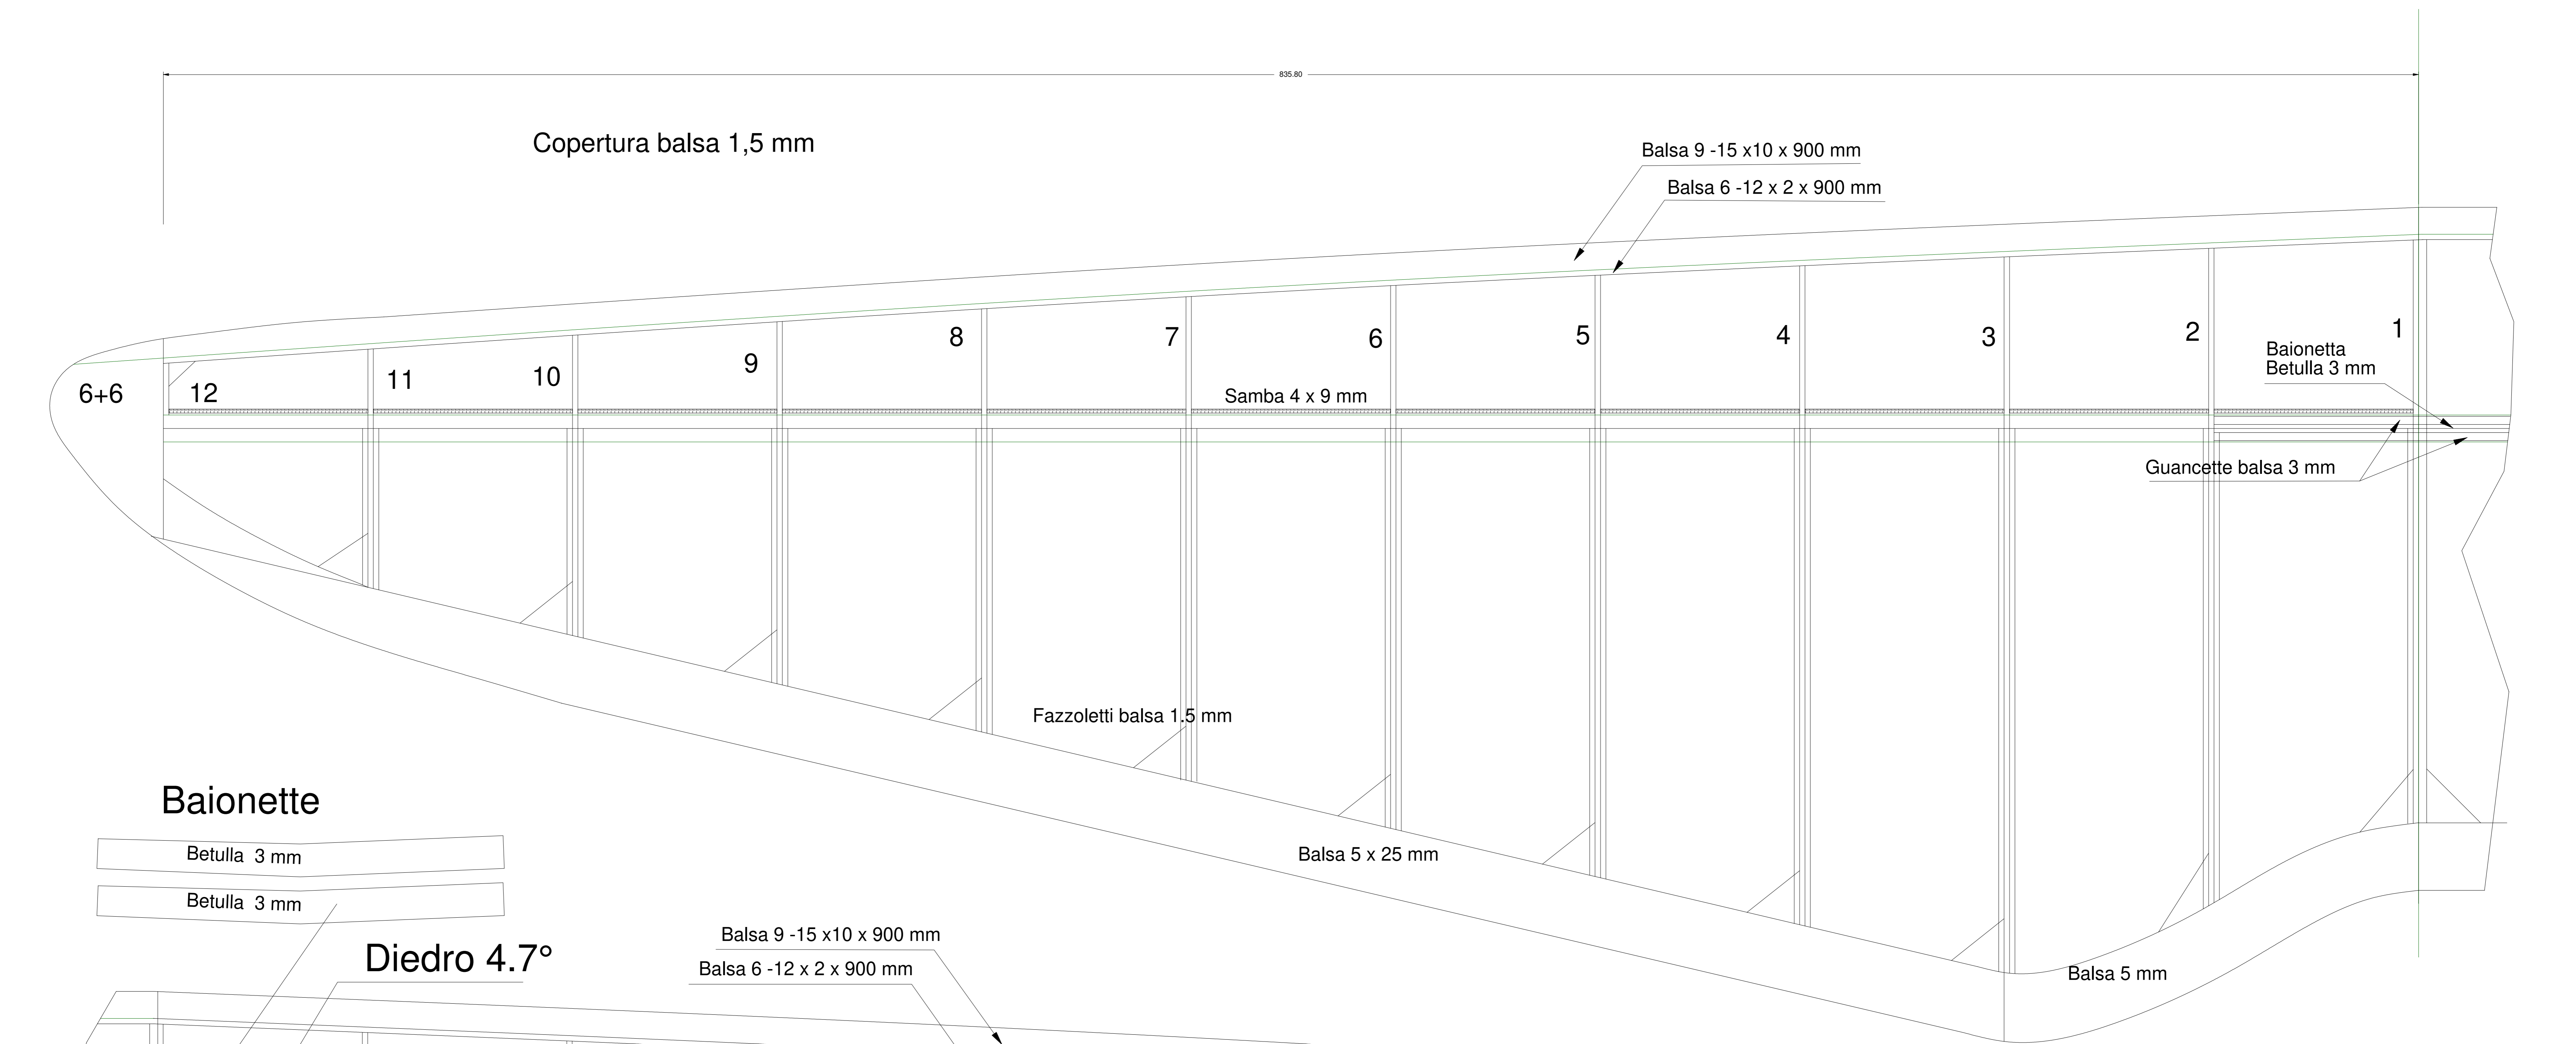 835.80
Copertura balsa 1,5 mm
Balsa 9 -15 x10 x 900 mm
Balsa 6 -12 x 2 x 900 mm
1
2
3
4
5
6
7
8
9
10
11
12
6+6
Baionetta
Betulla 3 mm
Samba 4 x 9 mm
Guancette balsa 3 mm
Fazzoletti balsa 1.5 mm
Balsa 5 x 25 mm
Balsa 5 mm
Baionette
Betulla 3 mm
Betulla 3 mm
Diedro 4.7°
Balsa 9 -15 x10 x 900 mm
Balsa 6 -12 x 2 x 900 mm